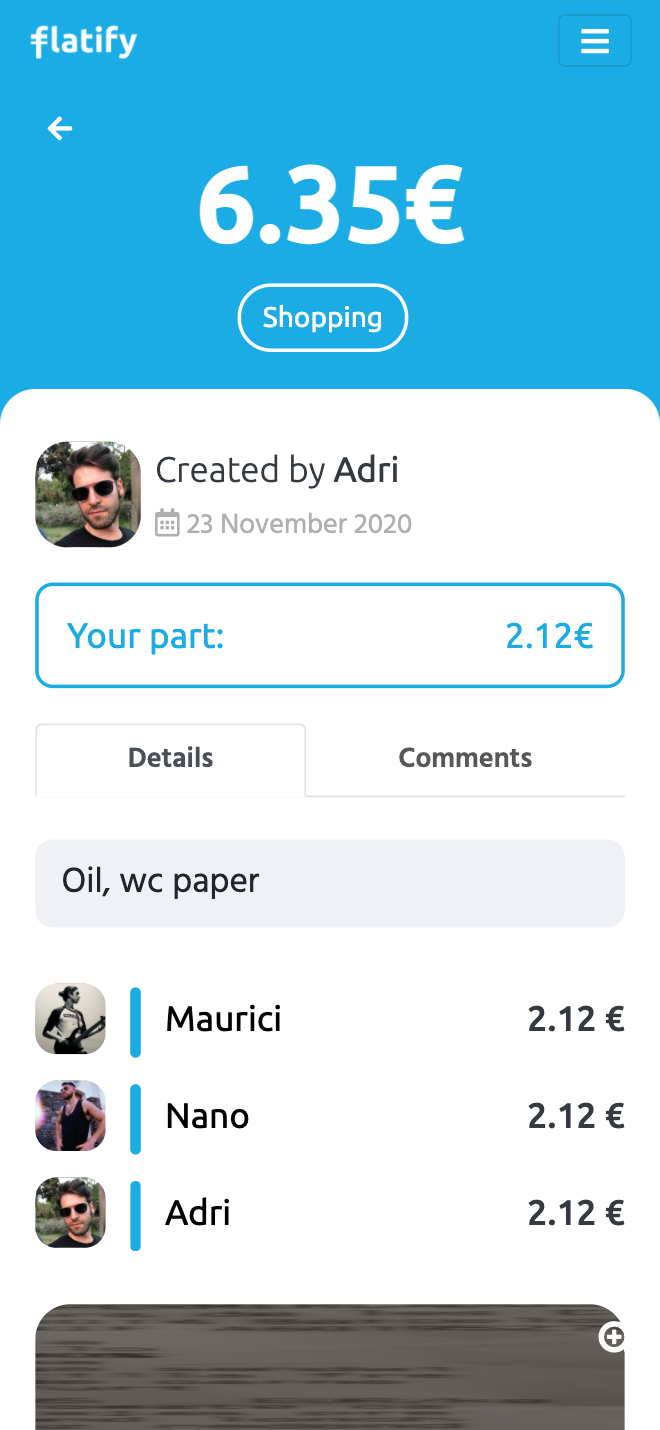 flatify
6.35€
Shopping
Created by Adri
23 November 2020
Your part: 2.12€
Details Comments
Oil, wc paper
Maurici 2.12 €
Nano 2.12 €
Adri 2.12 €